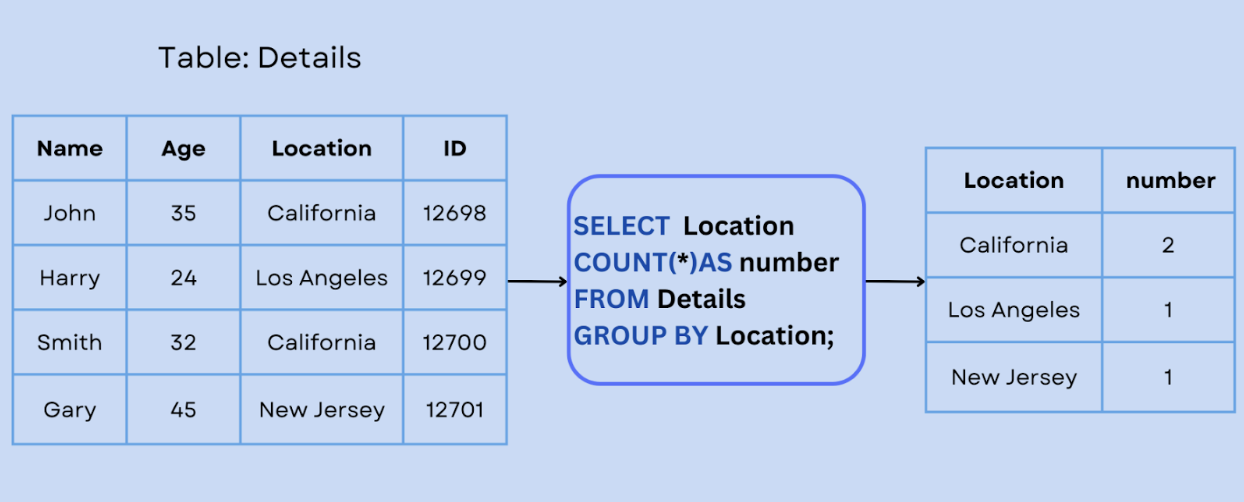 Table: Details
Name Age Location ID
John 35 California 12698
Harry 24 Los Angeles 12699
Smith 32 California 12700
Gary 45 New Jersey 12701
SELECT Location
COUNT(*)AS number
FROM Details
GROUP BY Location;
Location number
California 2
Los Angeles 1
New Jersey 1